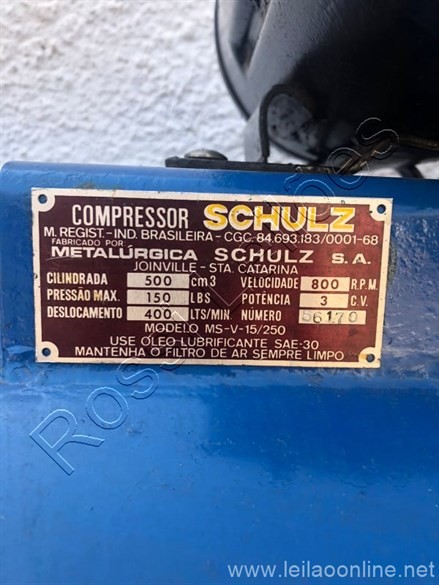 COMPRESSOR SCHULZ
M. REGIST.-IND. BRASILEIRA - CGC. 84.693.183/0001-68
FABRICADO POR
METALÚRGICA SCHULZ S.A.
JOINVILLE - STA. CATARINA
CILINDRADA 500 cm3 VELOCIDADE 800 R.P.M
PRESSÃO MAX. 150 LBS POTÊNCIA 3 C.V.
DESLOCAMENTO 400 LTS/MIN. NUMERO 56170
MODELO MS-V-15/250
USE ÓLEO LUBRIFICANTE SAE-30
MANTENHA O FILTRO DE AR SEMPRE LIMPO
www.leilaoonline.net